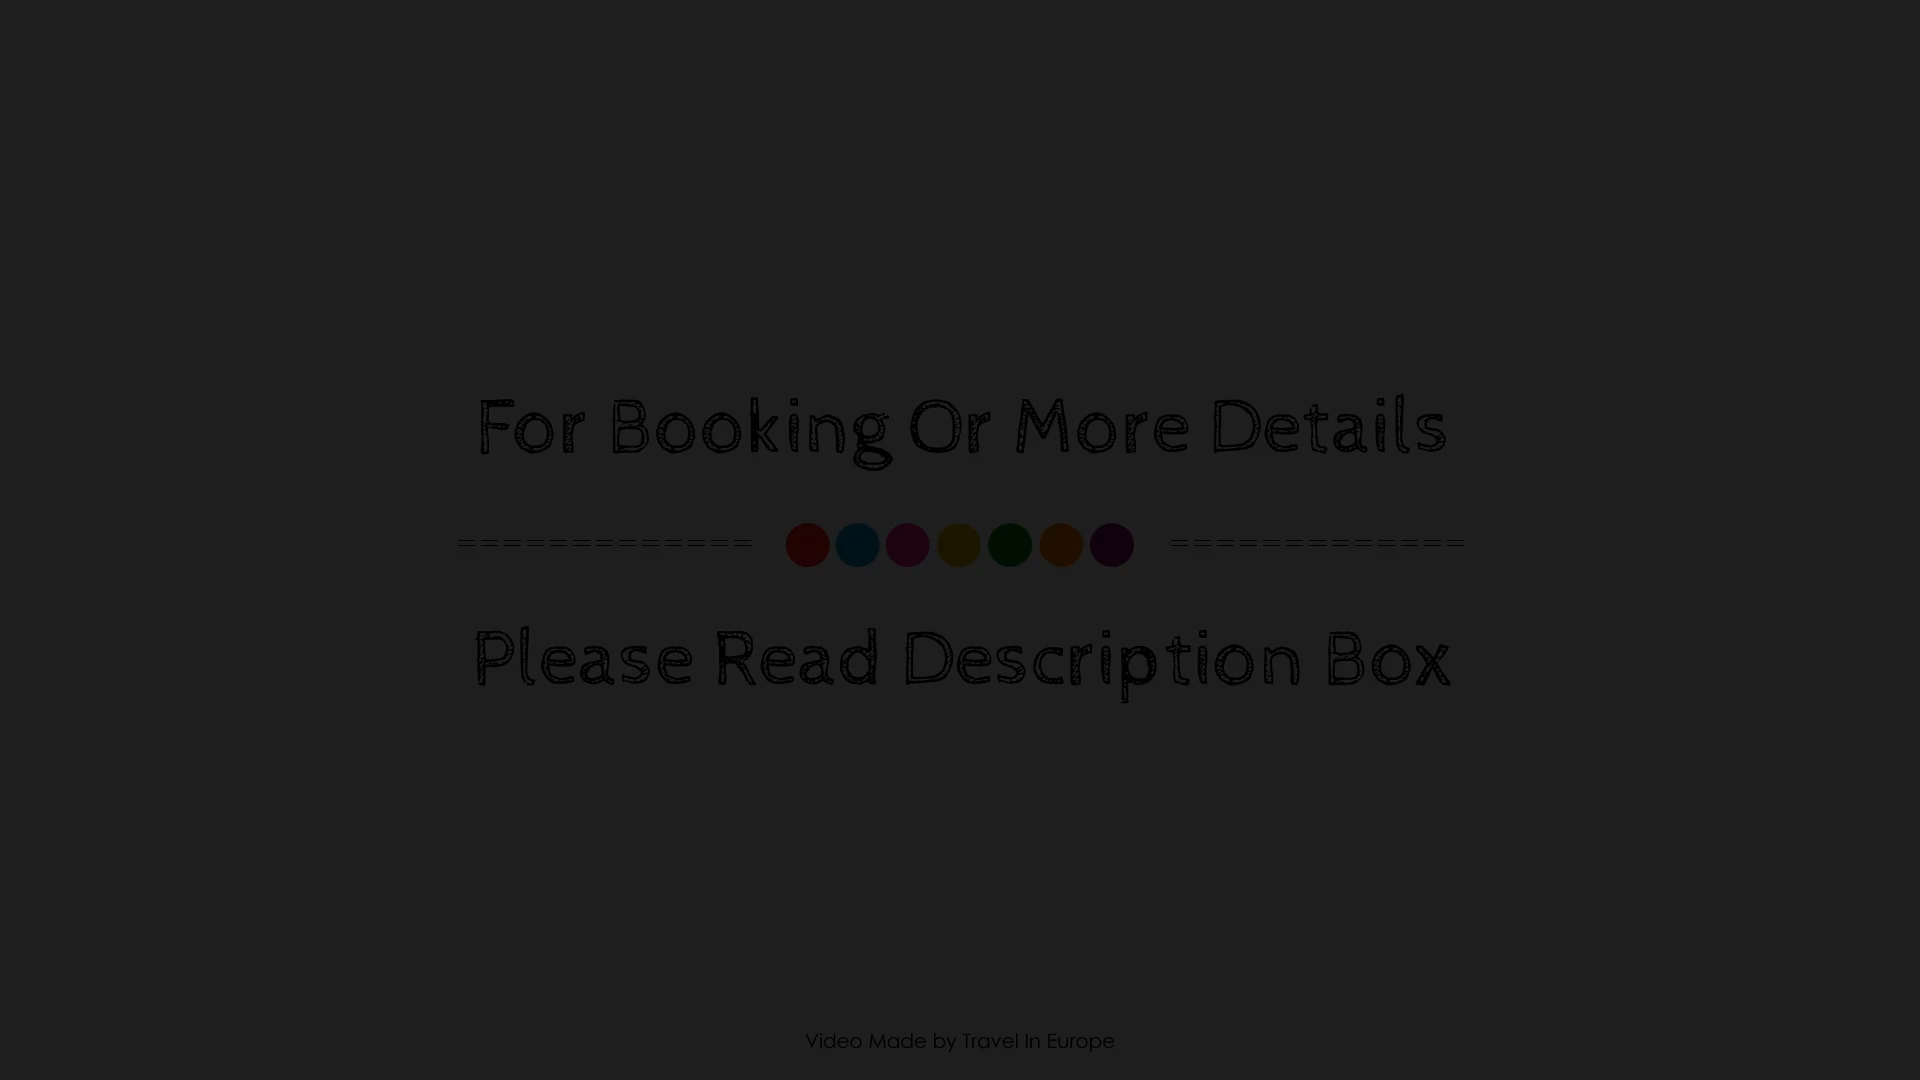 For Booking Or More Details
============= =============
Please Read Description Box
Video Made by Travel In Europe